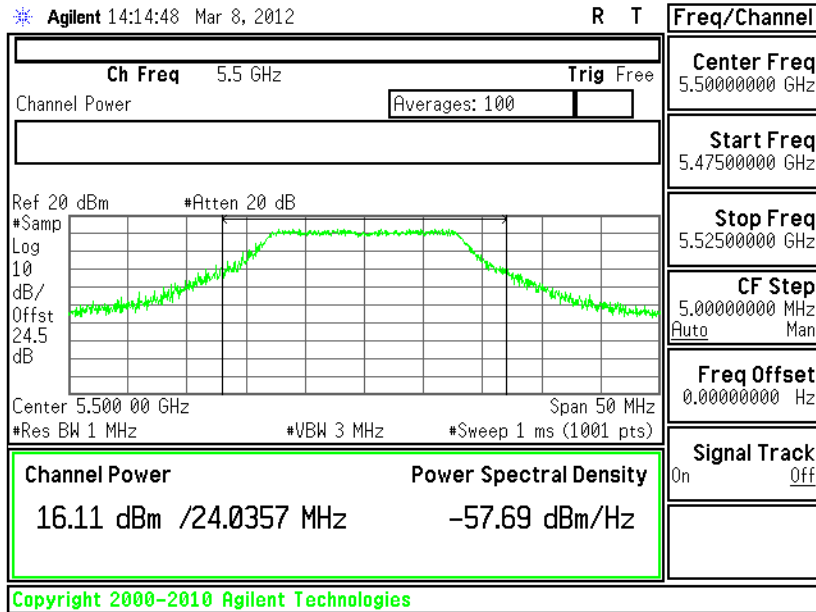 Agilent 14:14:48 Mar 8, 2012 R T
Freq/Channel
Ch Freq 5.5 GHz Trig Free
Channel Power Averages: 100
Ref 20 dBm #Atten 20 dB
#Samp
Log
10
dB/
Offst
24.5
dB
Center 5.500 00 GHz Span 50 MHz
#Res BW 1 MHz #VBW 3 MHz #Sweep 1 ms (1001 pts)
Channel Power Power Spectral Density
16.11 dBm /24.0357 MHz -57.69 dBm/Hz
Center Freq
5.50000000 GHz
Start Freq
5.47500000 GHz
Stop Freq
5.52500000 GHz
CF Step
5.00000000 MHz
Auto Man
Freq Offset
0.00000000 Hz
Signal Track
On Off
Copyright 2000-2010 Agilent Technologies